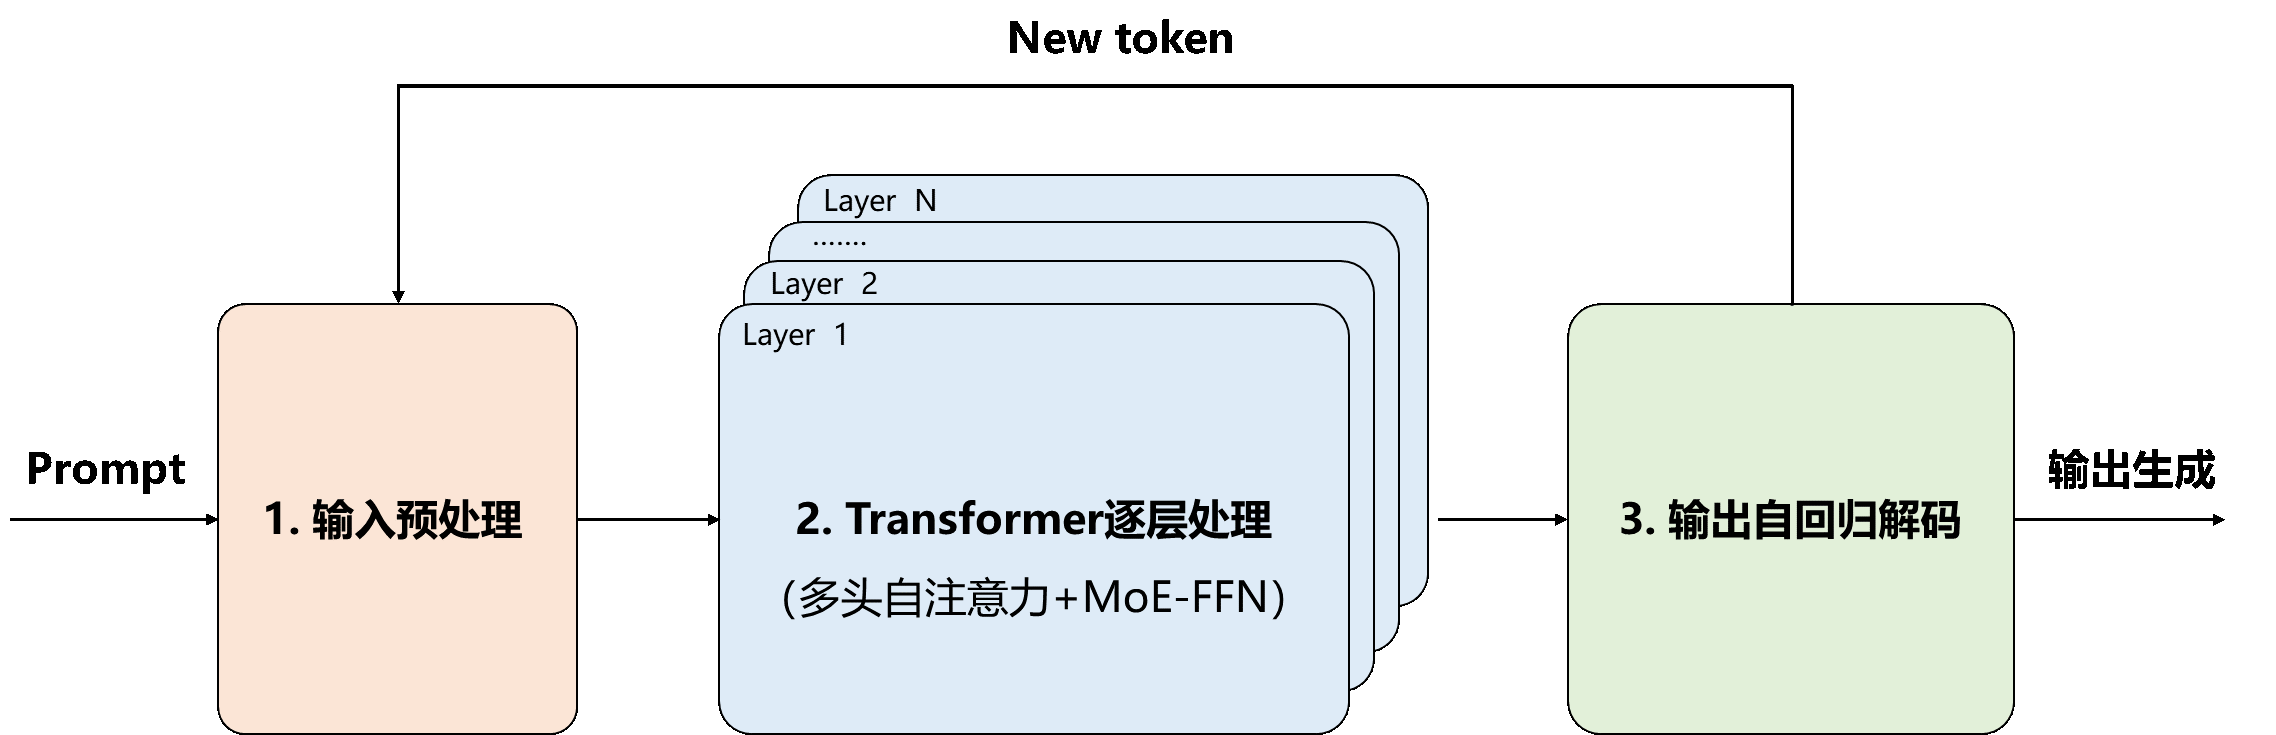 New token
Layer N
.......
Layer 2
Layer 1
Prompt
1. 输入预处理
2. Transformer逐层处理
（多头自注意力+MoE-FFN）
3. 输出自回归解码
输出生成